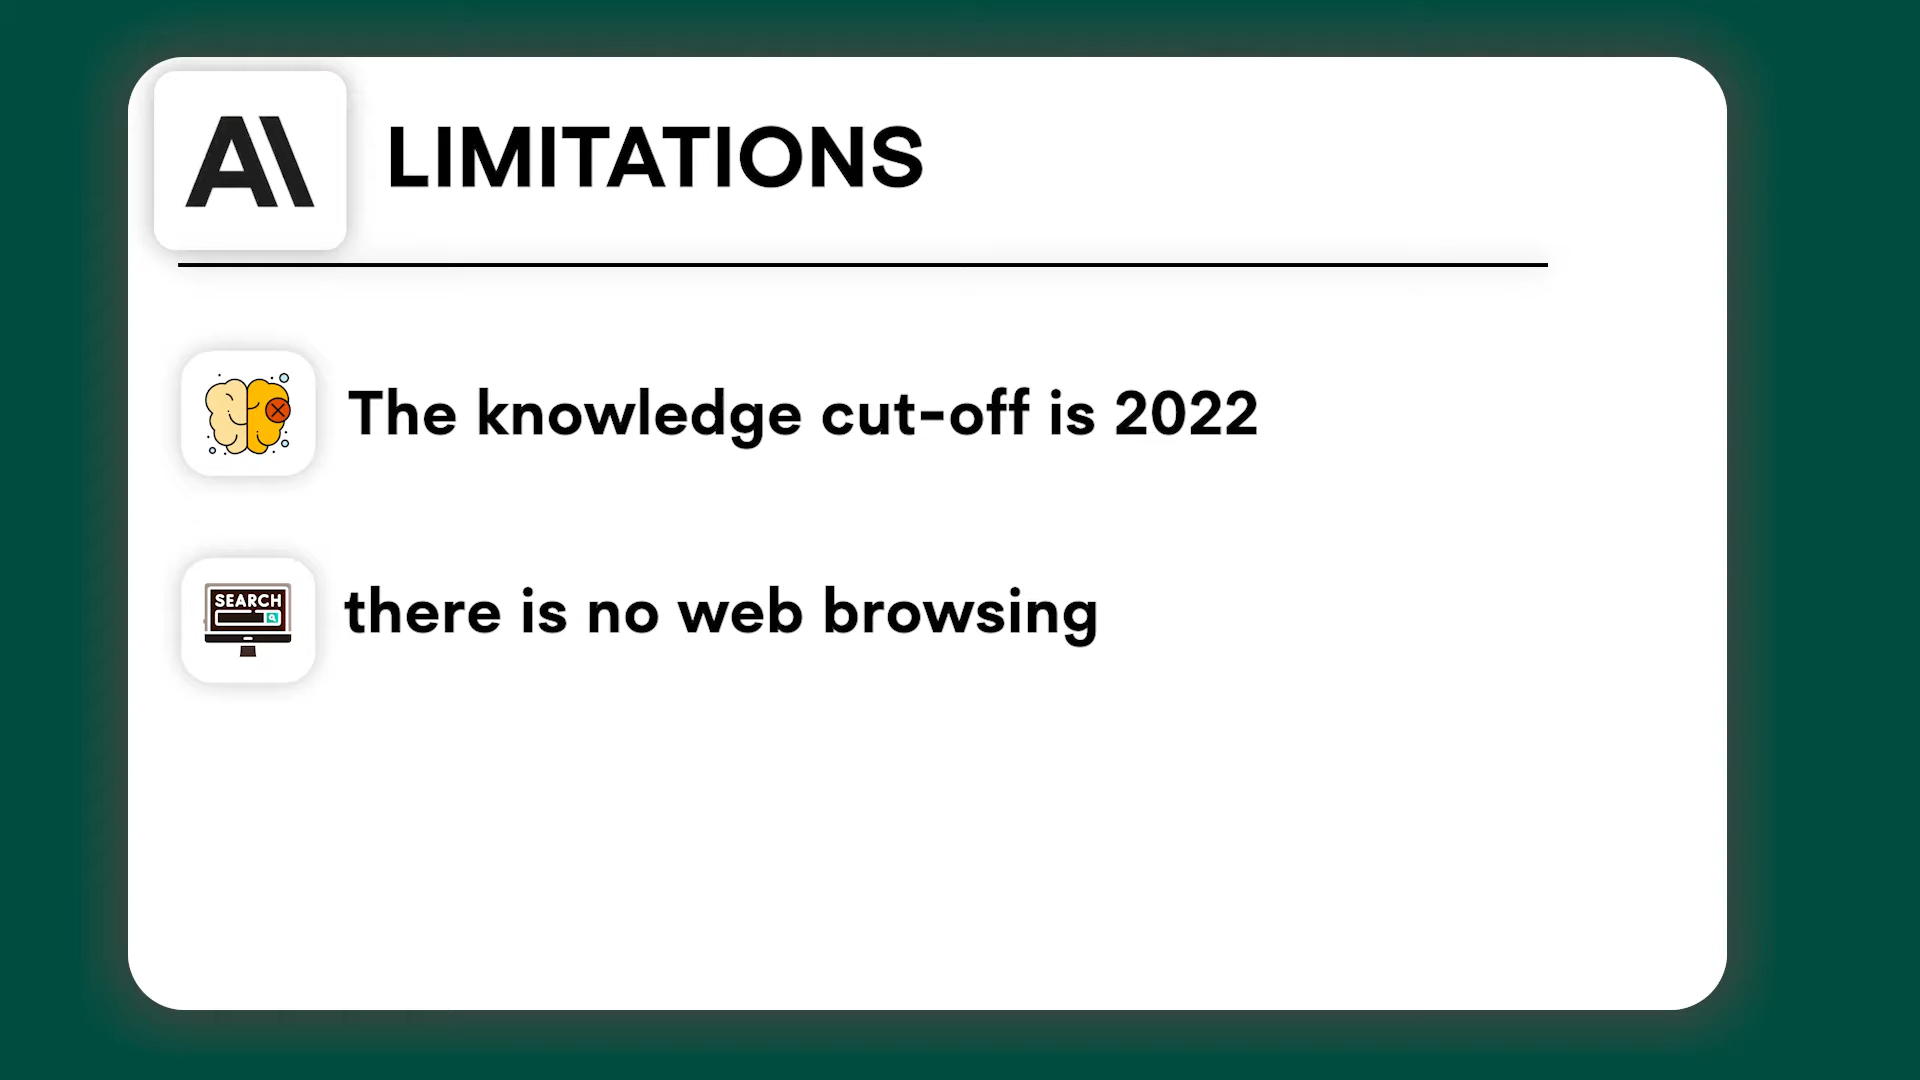 A\
LIMITATIONS
The knowledge cut-off is 2022
SEARCH
there is no web browsing